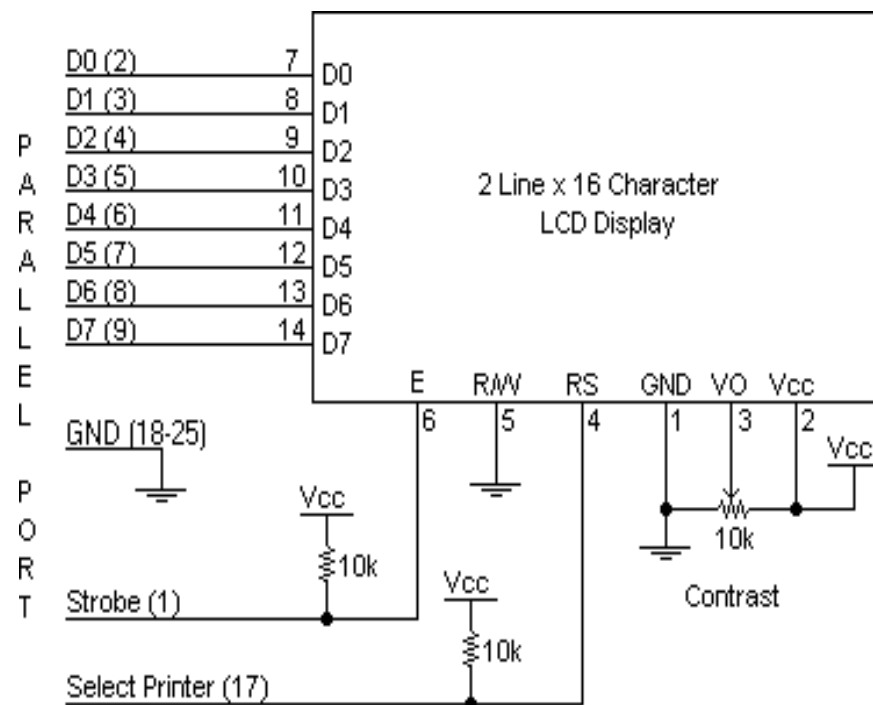 PARALLEL PORT
D0 (2) 7 D0
D1 (3) 8 D1
D2 (4) 9 D2
D3 (5) 10 D3
D4 (6) 11 D4
D5 (7) 12 D5
D6 (8) 13 D6
D7 (9) 14 D7
2 Line x 16 Character
LCD Display
E R/W RS GND VO Vcc
6 5 4 1 3 2
Vcc
10k
Contrast
GND (18-25)
Vcc
10k
Strobe (1)
Vcc
10k
Select Printer (17)